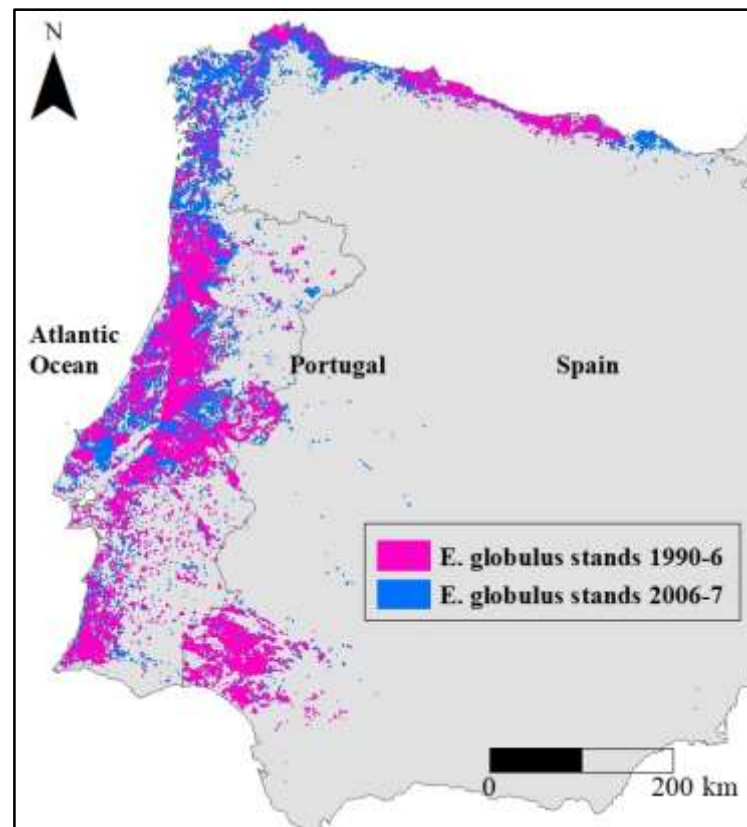 N
Atlantic
Ocean
Portugal
Spain
E. globulus stands 1990-6
E. globulus stands 2006-7
0
200 km